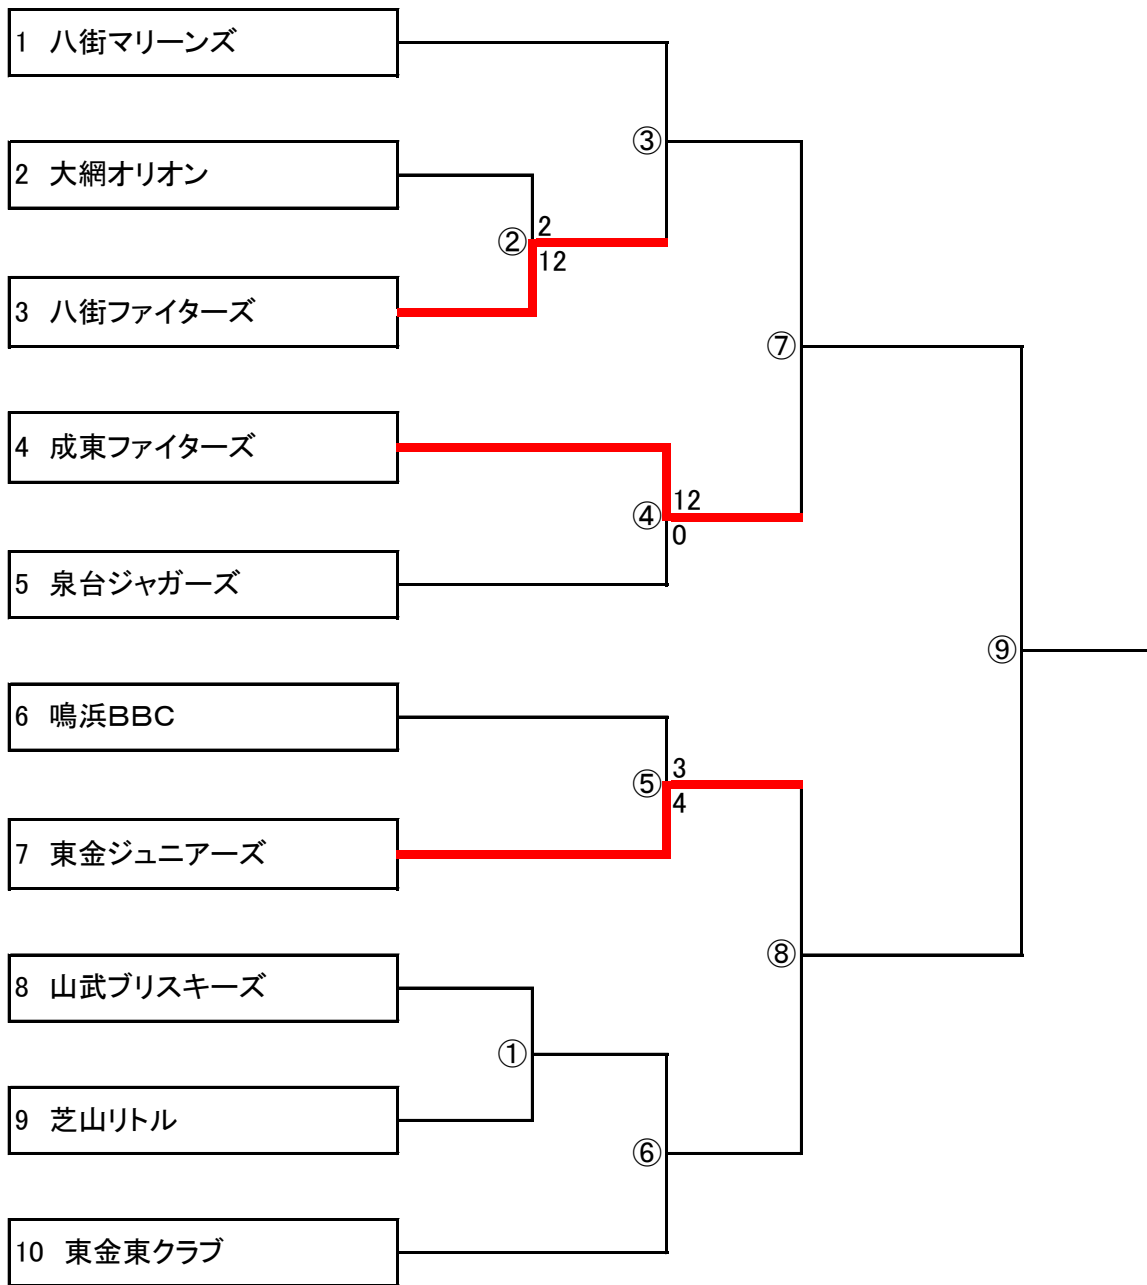 1 八街マリーンズ
③
2 大網オリオン
② 2
12
3 八街ファイターズ
⑦
4 成東ファイターズ
④ 12
0
5 泉台ジャガーズ
⑨
6 鳴浜BBC
⑤ 3
4
7 東金ジュニアーズ
⑧
8 山武ブリスキーズ
①
9 芝山リトル
⑥
10 東金東クラブ